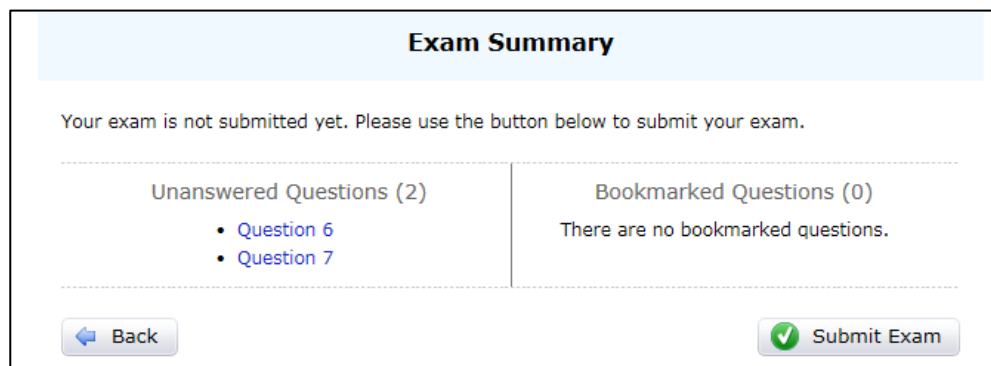 Exam Summary
Your exam is not submitted yet. Please use the button below to submit your exam.
Unanswered Questions (2)
• Question 6
• Question 7
Bookmarked Questions (0)
There are no bookmarked questions.
Back
Submit Exam